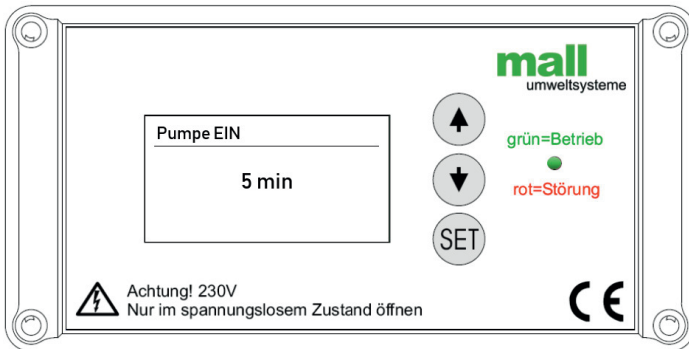 mall
umweltsysteme
Pumpe EIN
5 min
grün=Betrieb
rot=Störung
SET
Achtung! 230V
Nur im spannungslosem Zustand öffnen
CE